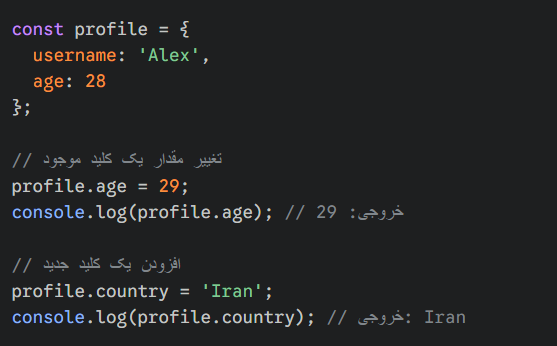 const profile = {
  username: 'Alex',
  age: 28
};
// تغییر مقدار یک کلید موجود
profile.age = 29;
console.log(profile.age); // خروجی: 29
// افزودن یک کلید جدید
profile.country = 'Iran';
console.log(profile.country); // خروجی: Iran